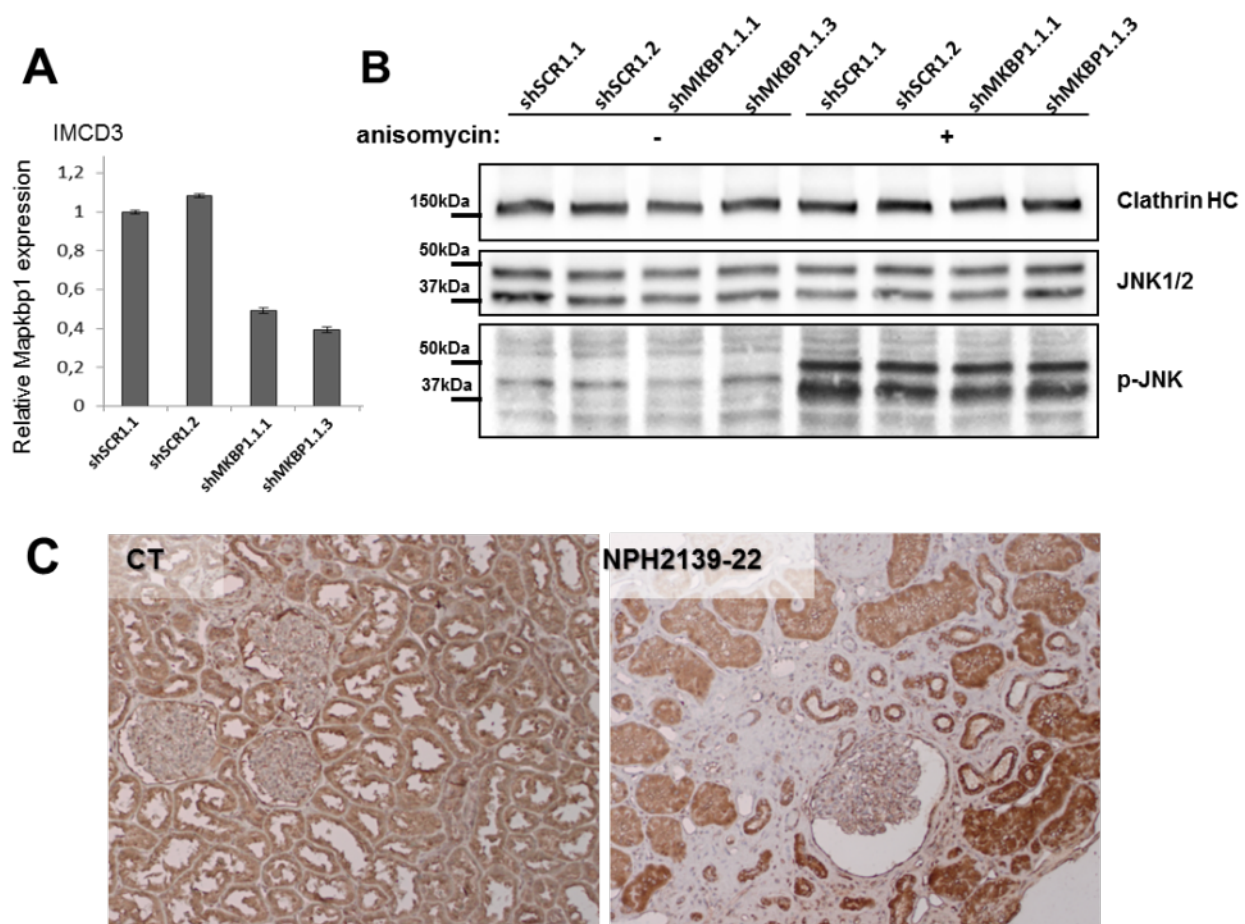 A
IMCD3
Relative Mapkbp1 expression
1,2
1
0,8
0,6
0,4
0,2
0
shSCR1.1
shSCR1.2
shMKBP1.1.1
shMKBP1.1.3
B
shSCR1.1
shSCR1.2
shMKBP1.1.1
shMKBP1.1.3
shSCR1.1
shSCR1.2
shMKBP1.1.1
shMKBP1.1.3
anisomycin: - +
150kDa
Clathrin HC
50kDa
37kDa
JNK1/2
50kDa
37kDa
p-JNK
C
CT
NPH2139-22